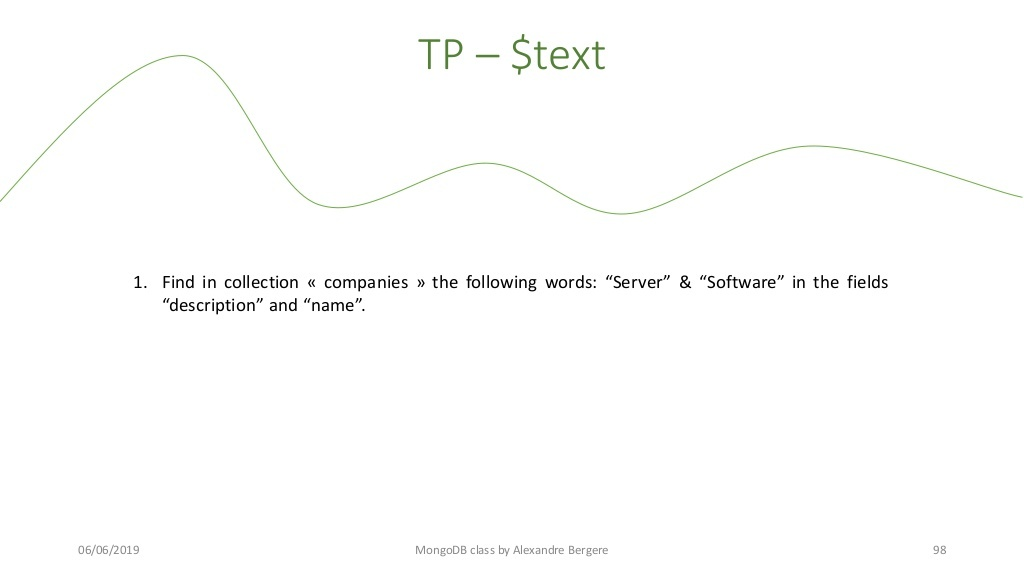 TP – $text
1. Find in collection « companies » the following words: “Server” & “Software” in the fields
“description” and “name”.
06/06/2019
MongoDB class by Alexandre Bergere
98